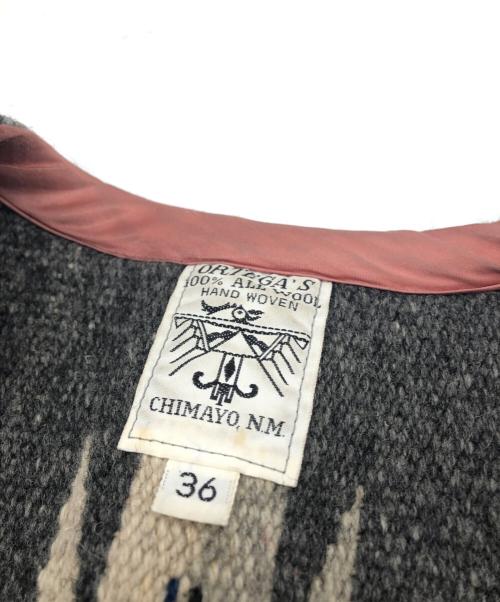 ORTEGA'S
100% ALL WOOL
HAND WOVEN
CHIMAYO, N.M.
36